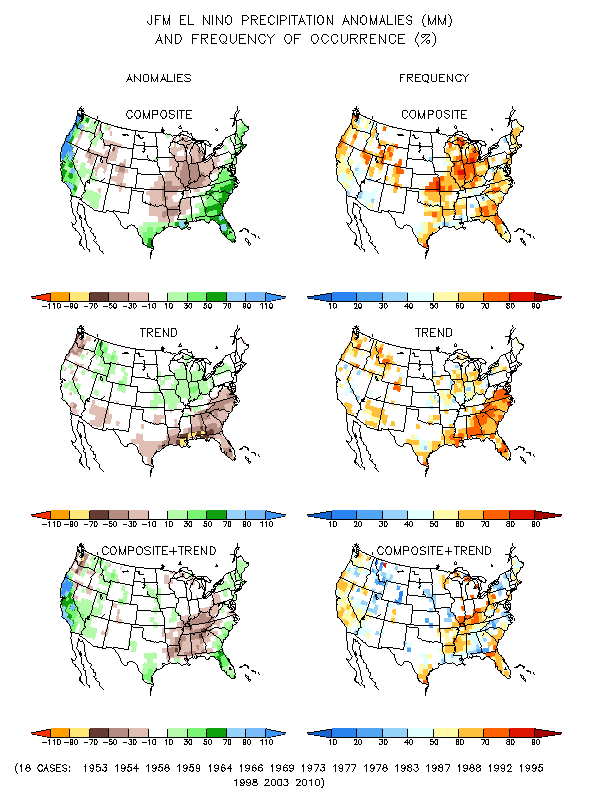 JFM EL NINO PRECIPITATION ANOMALIES (MM)
AND FREQUENCY OF OCCURRENCE (%)
ANOMALIES FREQUENCY
COMPOSITE COMPOSITE
-110 -90 -70 -50 -30 -10 10 30 50 70 90 110
10 20 30 40 50 60 70 80 90
TREND TREND
-110 -90 -70 -50 -30 -10 10 30 50 70 90 110
10 20 30 40 50 60 70 80 90
COMPOSITE+TREND COMPOSITE+TREND
-110 -90 -70 -50 -30 -10 10 30 50 70 90 110
10 20 30 40 50 60 70 80 90
(18 CASES: 1953 1954 1958 1959 1964 1966 1969 1973 1977 1978 1983 1987 1988 1992 1995
1998 2003 2010)